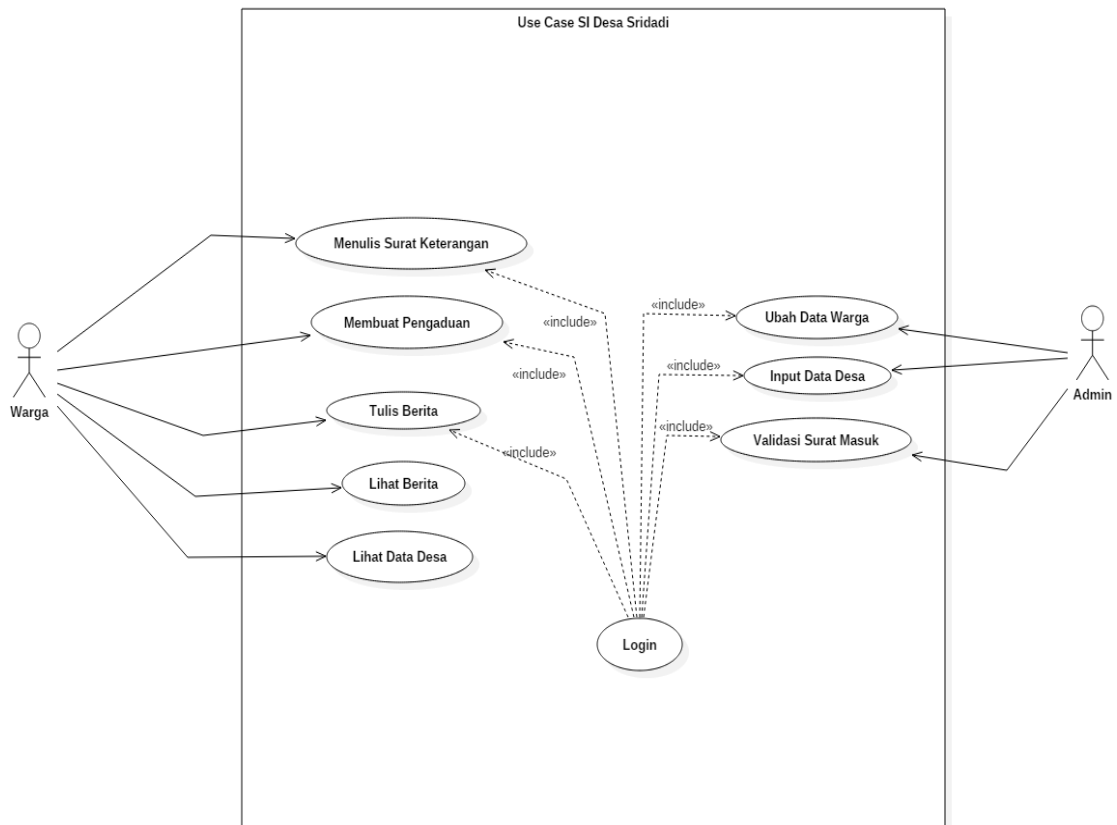 Use Case SI Desa Sridadi
Menulis Surat Keterangan
«include»
Membuat Pengaduan
«include»
Ubah Data Warga
«include»
«include»
Input Data Desa
Warga
Admin
Tulis Berita
«include»
«include»
Validasi Surat Masuk
Lihat Berita
Lihat Data Desa
Login